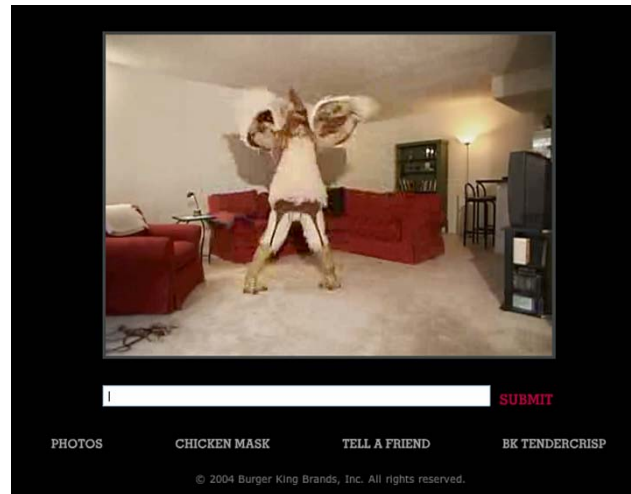 SUBMIT
PHOTOS CHICKEN MASK TELL A FRIEND BK TENDERCRISP
© 2004 Burger King Brands, Inc. All rights reserved.